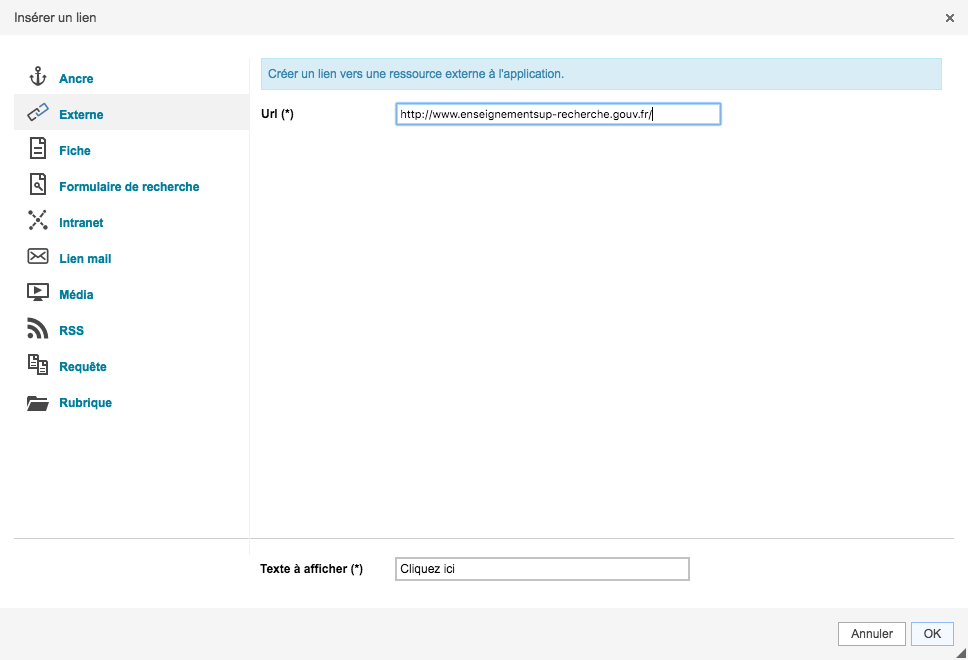 Insérer un lien
Ancre
Externe
Fiche
Formulaire de recherche
Intranet
Lien mail
Média
RSS
Requête
Rubrique
Créer un lien vers une ressource externe à l'application.
Url (*)
http://www.enseignementsup-recherche.gouv.fr/
Texte à afficher (*)
Cliquez ici
Annuler
OK